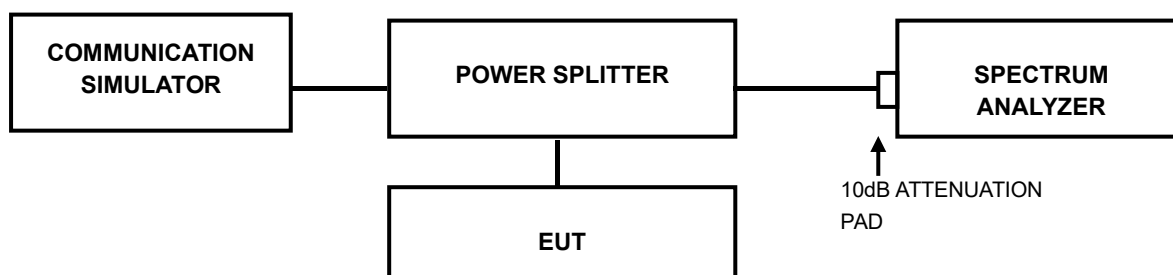 COMMUNICATION
SIMULATOR
POWER SPLITTER
SPECTRUM
ANALYZER
10dB ATTENUATION
PAD
EUT